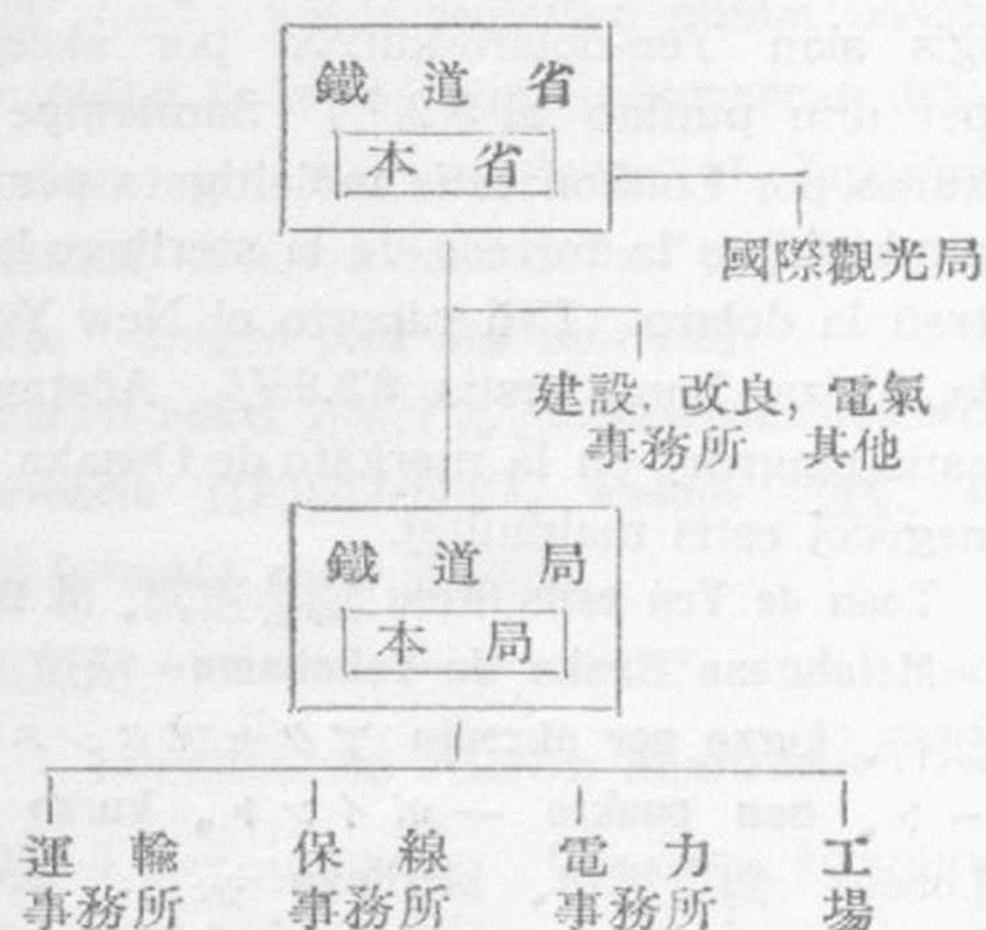 鐵道省
本省
國際觀光局
建設, 改良, 電氣
事務所 其他
鐵道局
本局
運輸 保線 電力 工
事務所 事務所 事務所 場